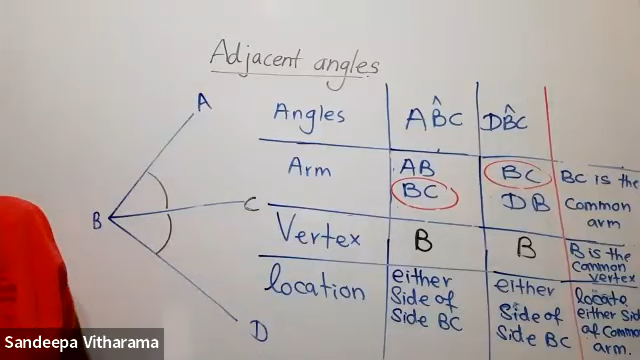 Adjacent angles
A
B
C
D
Angles
AB̂C
DB̂C
Arm
AB
BC
BC
DB
BC is the
Common
arm
Vertex
B
B
B is the
Common
vertex
location
either
Side of
Side BC
either
Side of
Side BC
locate
either Side
of Common
arm.
Sandeepa Vitharama